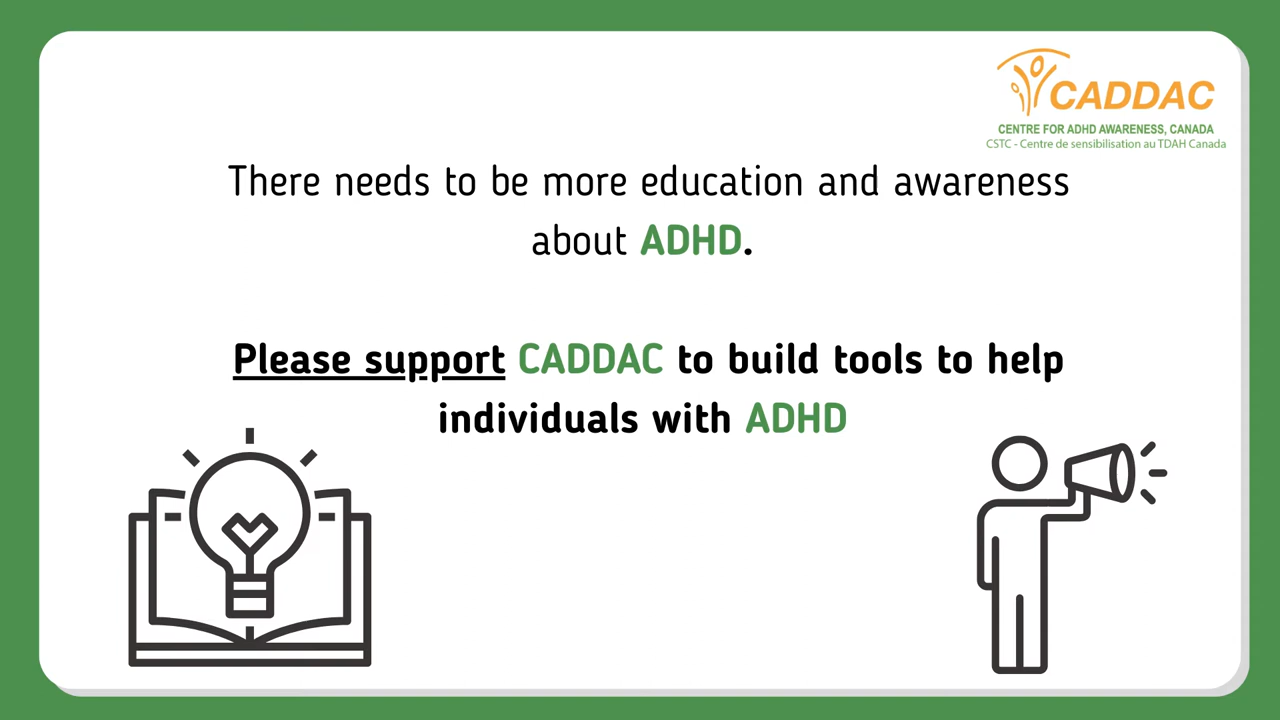 CADDAC
CENTRE FOR ADHD AWARENESS, CANADA
CSTC - Centre de sensibilisation au TDAH Canada
There needs to be more education and awareness
about ADHD.
Please support CADDAC to build tools to help
individuals with ADHD